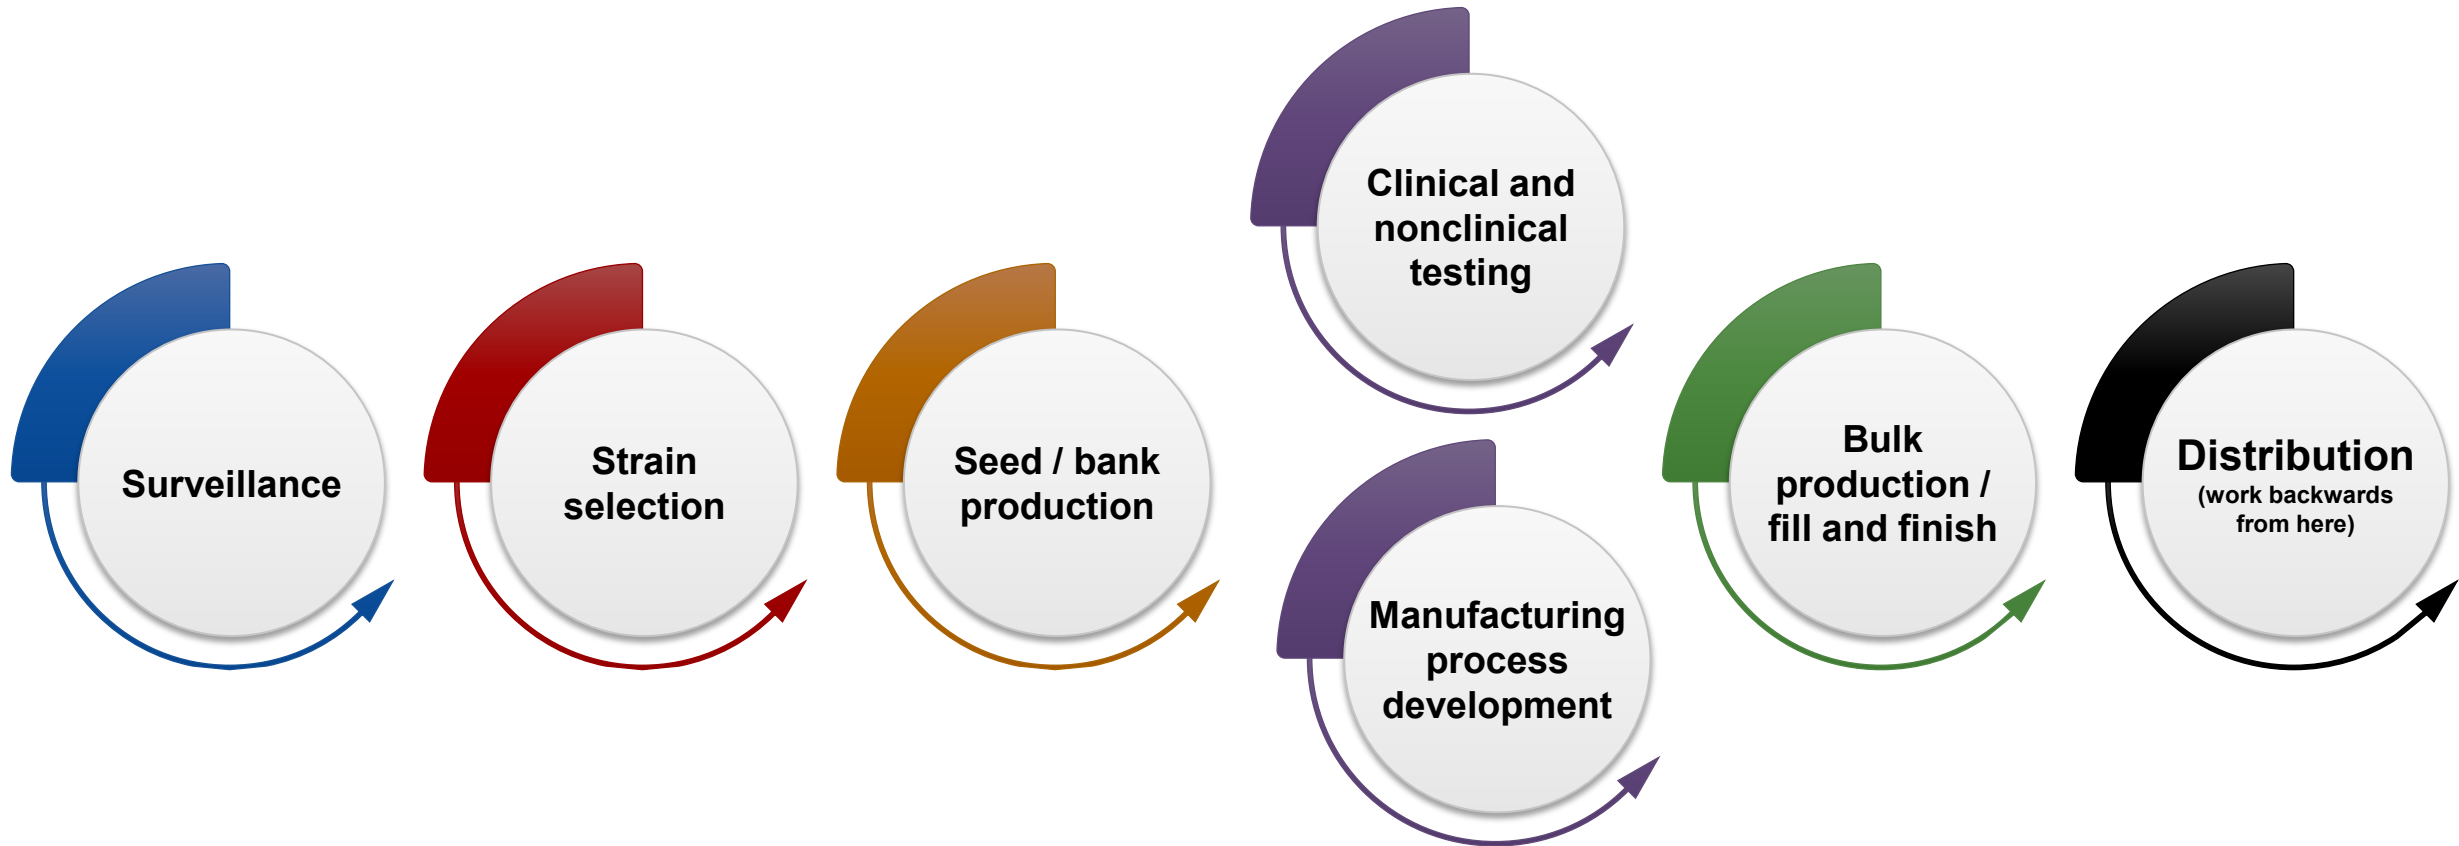 Surveillance
Strain
selection
Seed / bank
production
Clinical and
nonclinical
testing
Manufacturing
process
development
Bulk
production /
fill and finish
Distribution
(work backwards
from here)